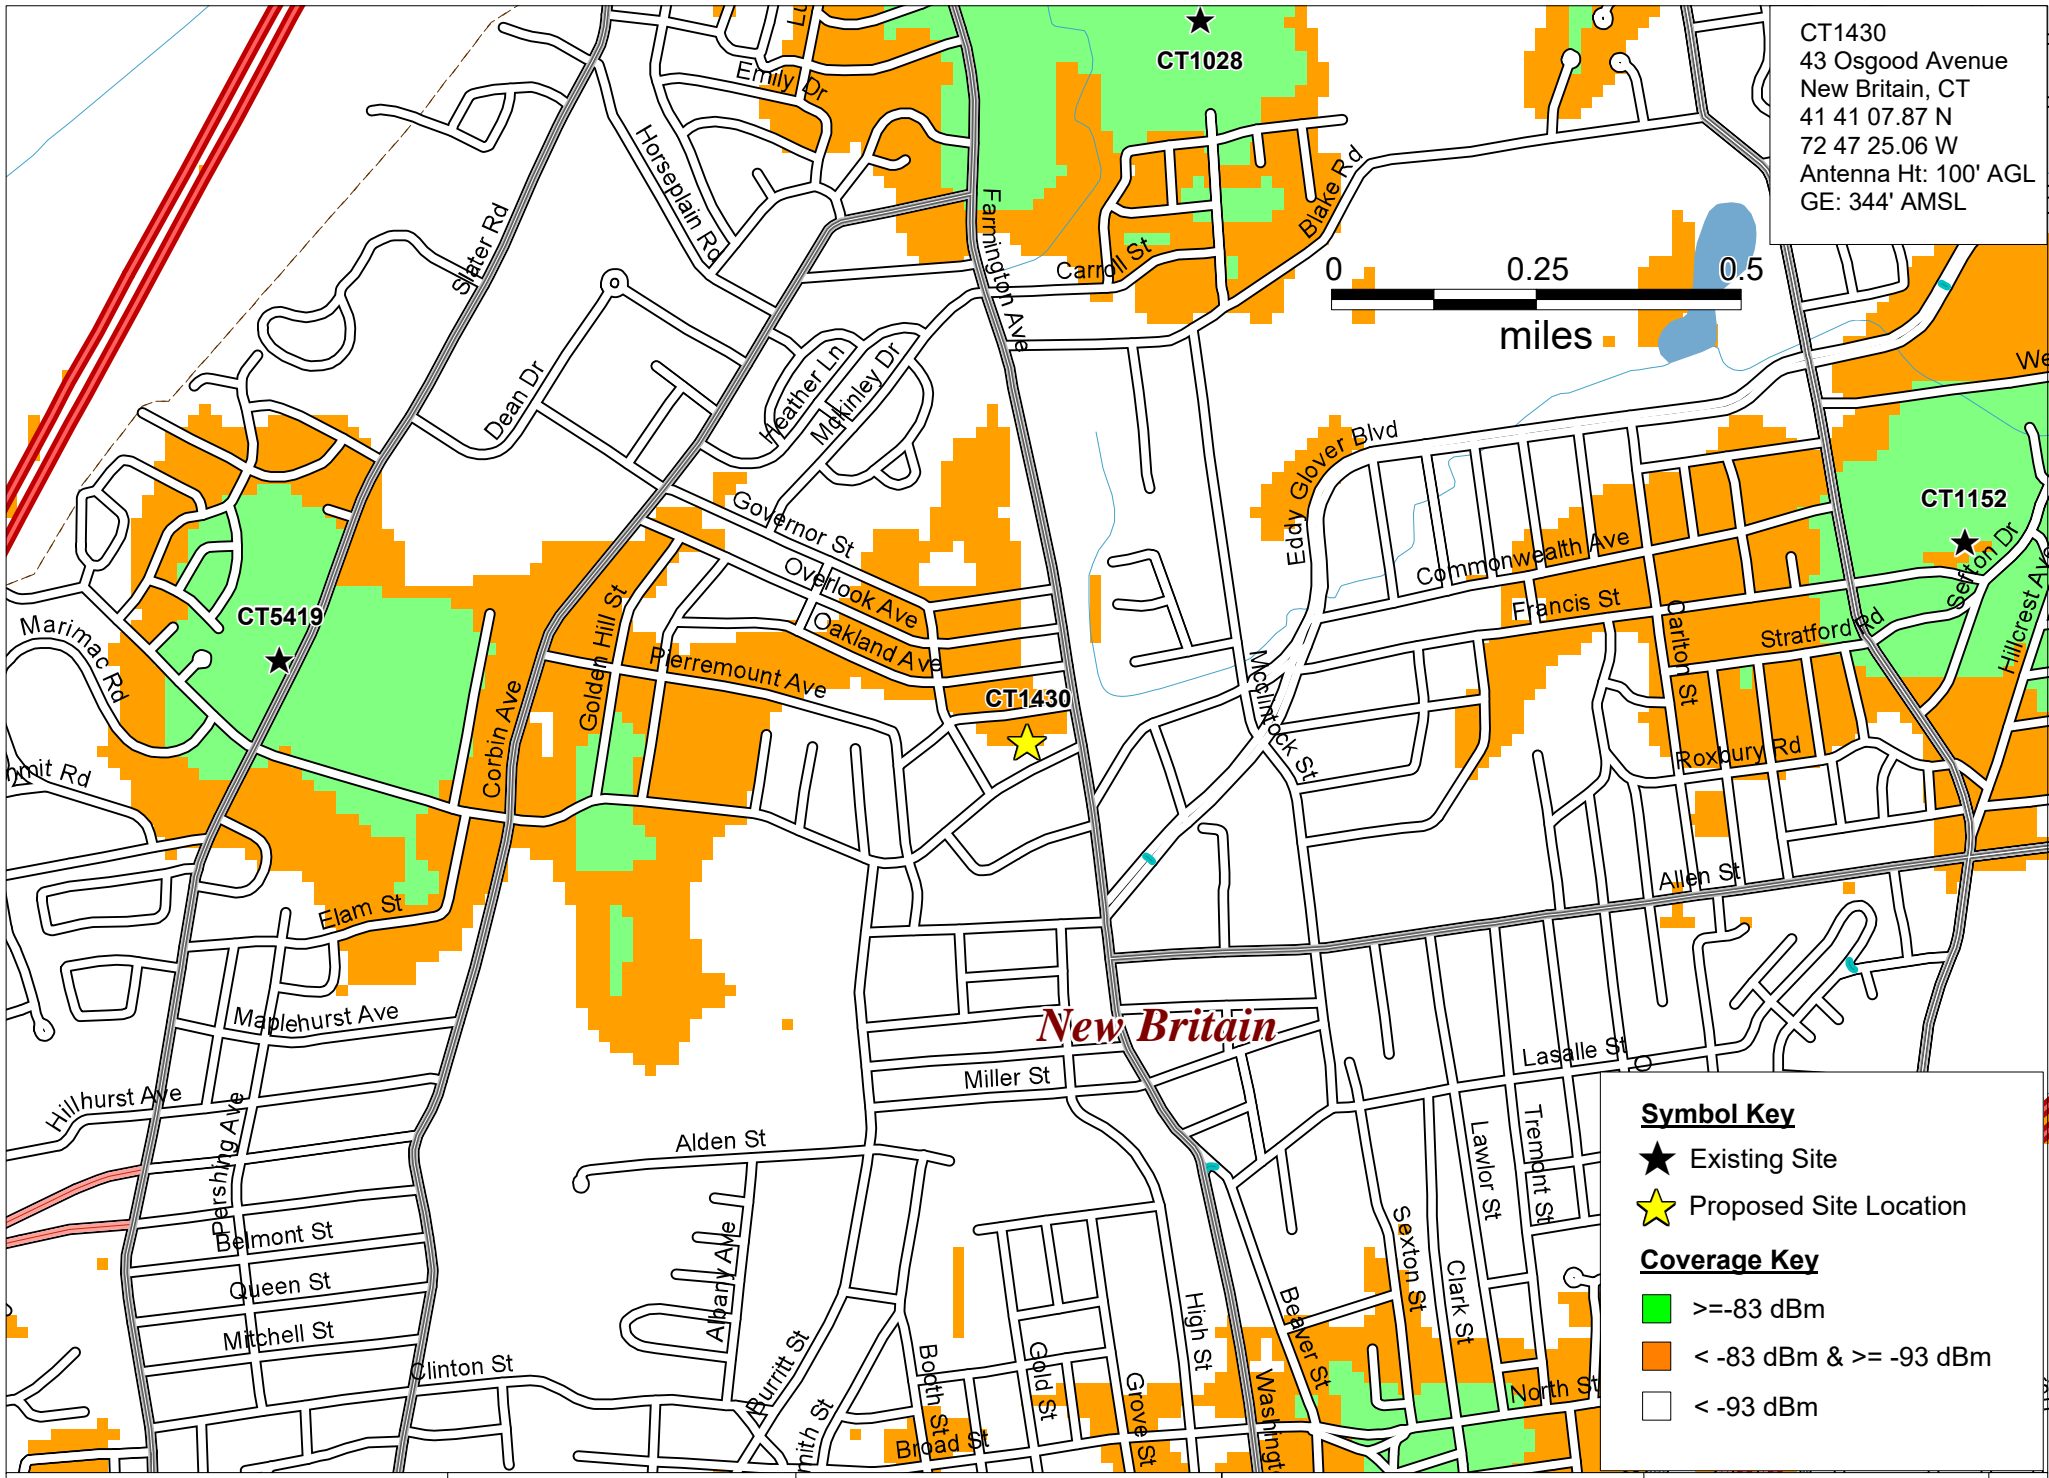 CT1430
43 Osgood Avenue
New Britain, CT
41 41 07.87 N
72 47 25.06 W
Antenna Ht: 100' AGL
GE: 344' AMSL
CT1028
Emily Dr
Horseplain Rd
Slater Rd
Farmington Ave
Carroll St
Blake Rd
0 0.25 0.5
miles
Dean Dr
Heather Ln
Mckinley Dr
Eppy Glover Blvd
CT1152
Governor St
Overlook Ave
Oakland Ave
Commonwealth Ave
Francis St
Carlton St
Stratford Rd
Sefton Dr
Hillcrest Ave
CT5419
Marimac Rd
Golden Hill St
Pierremount Ave
CT1430
Corbin Ave
Mcclintock St
Roxbury Rd
Allen St
Elam St
Maplehurst Ave
New Britain
Miller St
Lasalle St
Hillhurst Ave
Pershing Ave
Alden St
Albany Ave
Belmont St
Queen St
Mitchell St
Clinton St
Burritt St
Booth St
Broad St
Gold St
Grove St
High St
Beaver St
Sexton St
Clark St
Lawlor St
Tremont St
North St
Symbol Key
Existing Site
Proposed Site Location
Coverage Key
>=-83 dBm
< -83 dBm & >= -93 dBm
< -93 dBm